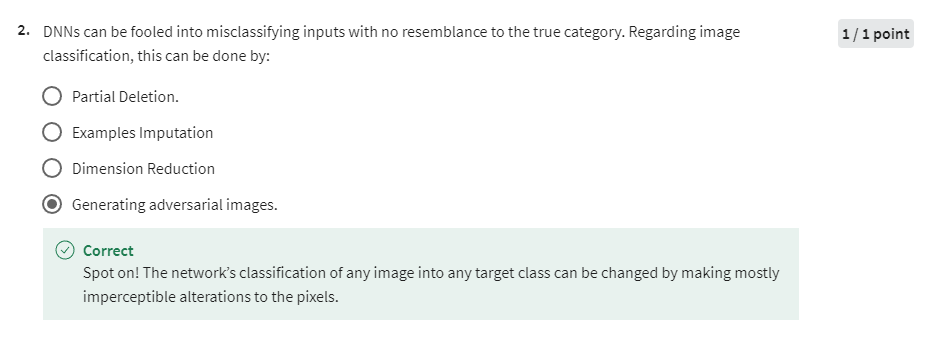 2. DNNs can be fooled into misclassifying inputs with no resemblance to the true category. Regarding image
1 / 1 point
classification, this can be done by:
Partial Deletion.
Examples Imputation
Dimension Reduction
Generating adversarial images.
Correct
Spot on! The network’s classification of any image into any target class can be changed by making mostly
imperceptible alterations to the pixels.